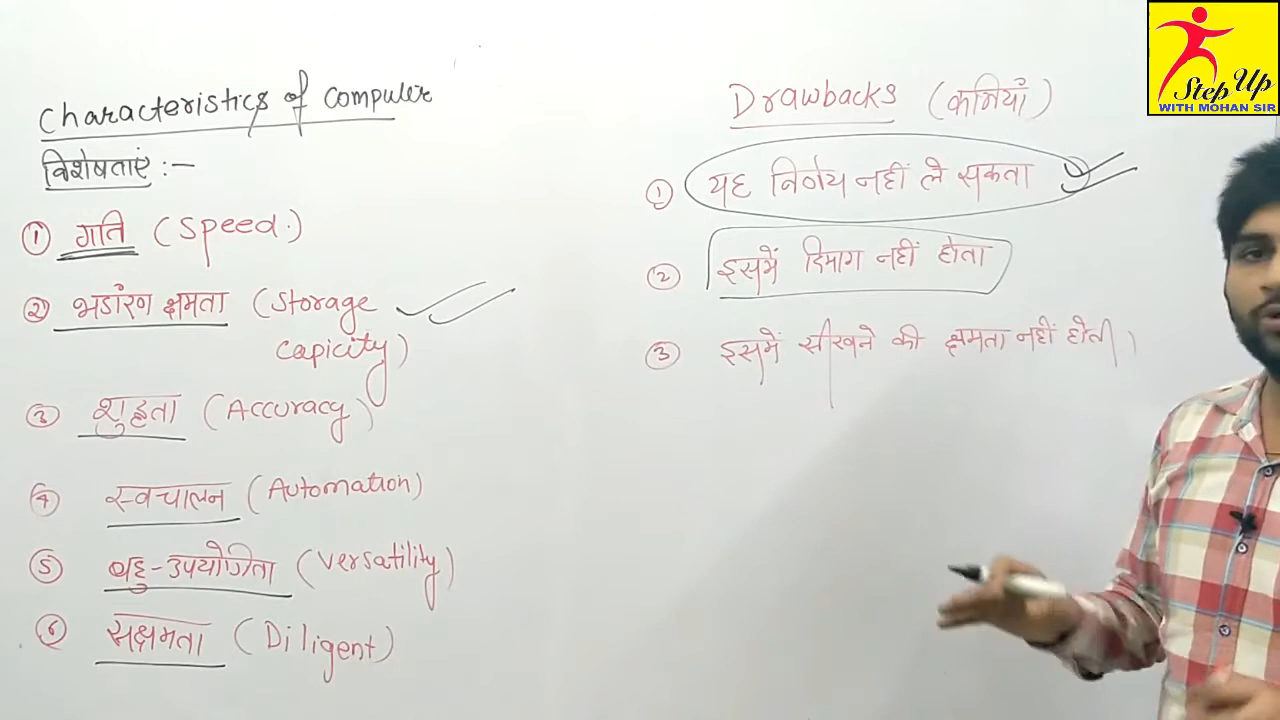 Characteristics of computer
विशेषताएं :-
① गति (Speed.)
② भडांरण क्षमता (Storage
capicity)
③ शुद्धता (Accuracy)
④ स्वचालन (Automation)
⑤ बहु-उपयोगिता (versatility)
⑥ सक्षमता (Diligent)
Drawbacks (कमियाँ)
① यह निर्णय नहीं ले सकता
② इसमें दिमाग नहीं होता
③ इसमें सीखने की क्षमता नहीं होती।
Step Up
WITH MOHAN SIR